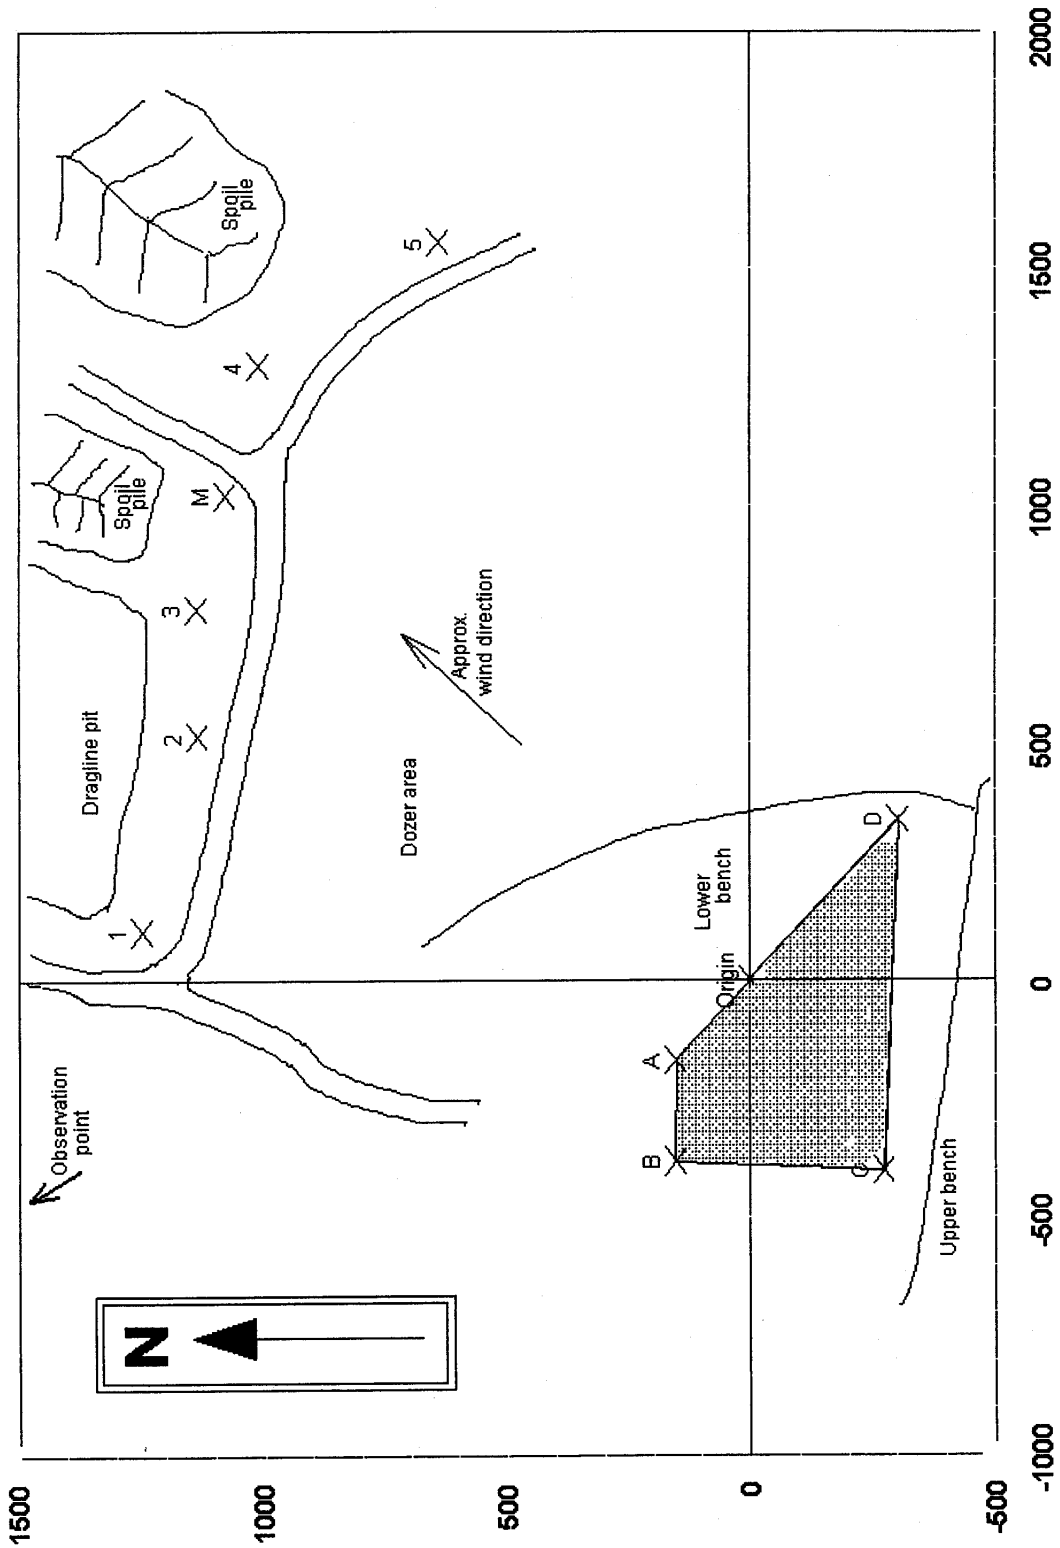 1500
N
Observation
point
Dragline pit
Spoil
pile
Spoil
pile
1
2
3
M
4
1000
5
Dozer area
Approx.
wind direction
500
B
A
Lower
bench
Origin
0
C
D
Upper bench
-500
-1000
-500
0
500
1000
1500
2000